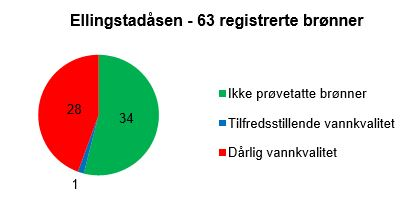 Ellingstadåsen - 63 registrerte brønner
28
34
1
Ikke prøvetatte brønner
Tilfredsstillende vannkvalitet
Dårlig vannkvalitet